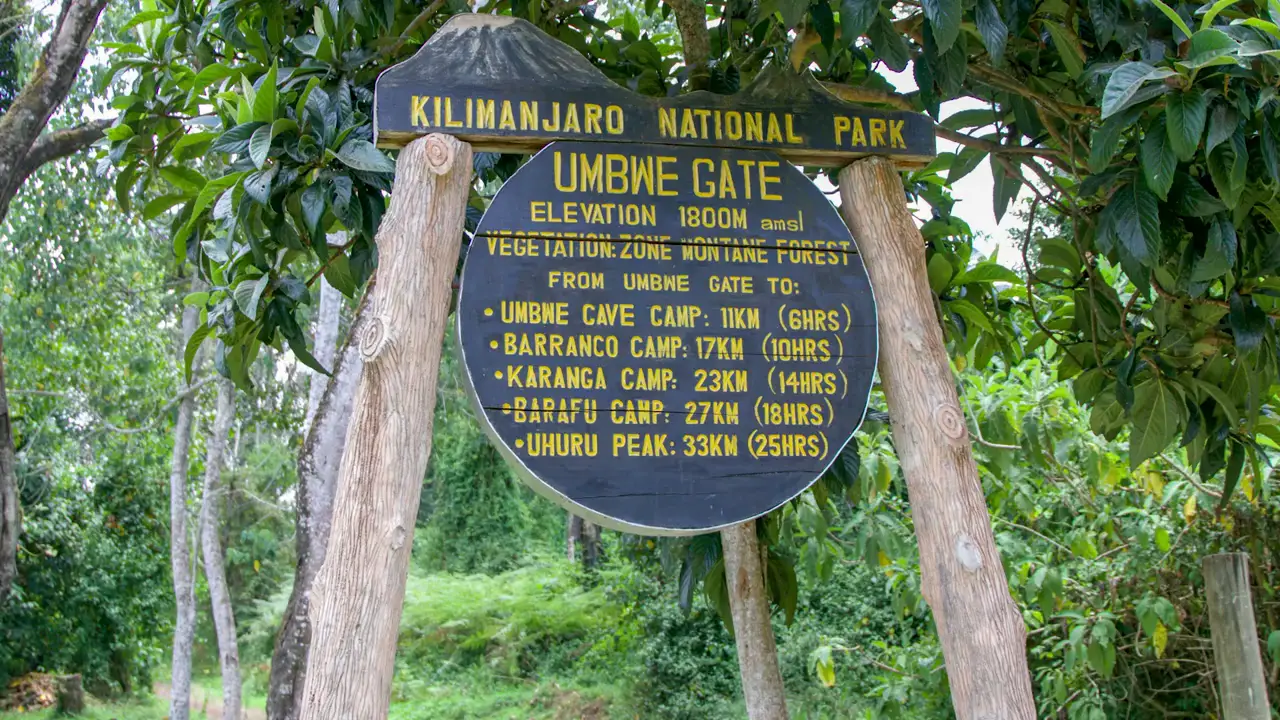 KILIMANJARO NATIONAL PARK
UMBWE GATE
ELEVATION 1800M amsl
VEGETATION: ZONE MONTANE FOREST
FROM UMBWE GATE TO:
• UMBWE CAVE CAMP: 11KM (6HRS)
• BARRANCO CAMP: 17KM (10HRS)
• KARANGA CAMP: 23KM (14HRS)
• BARAFU CAMP: 27KM (18HRS)
• UHURU PEAK: 33KM (25HRS)